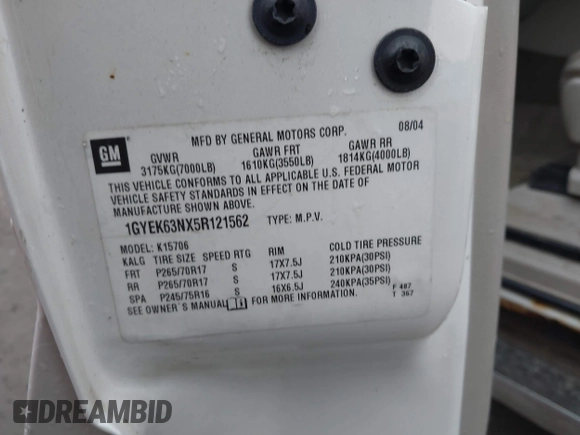 MFD BY GENERAL MOTORS CORP. 08/04
GM
GVWR GAWR FRT GAWR RR
3175KG(7000LB) 1610KG(3550LB) 1814KG(4000LB)
THIS VEHICLE CONFORMS TO ALL APPLICABLE U.S. FEDERAL MOTOR
VEHICLE SAFETY STANDARDS IN EFFECT ON THE DATE OF
MANUFACTURE SHOWN ABOVE.
1GYEK63NX5R121562 TYPE: M.P.V.
MODEL: K15706
KALG TIRE SIZE SPEED RTG RIM COLD TIRE PRESSURE
FRT P265/70R17 S 17X7.5J 210KPA(30PSI)
RR P265/70R17 S 17X7.5J 210KPA(30PSI)
SPA P245/75R16 S 16X6.5J 240KPA(35PSI)
SEE OWNER'S MANUAL FOR MORE INFORMATION.
F 487
T 367
DREAMBID